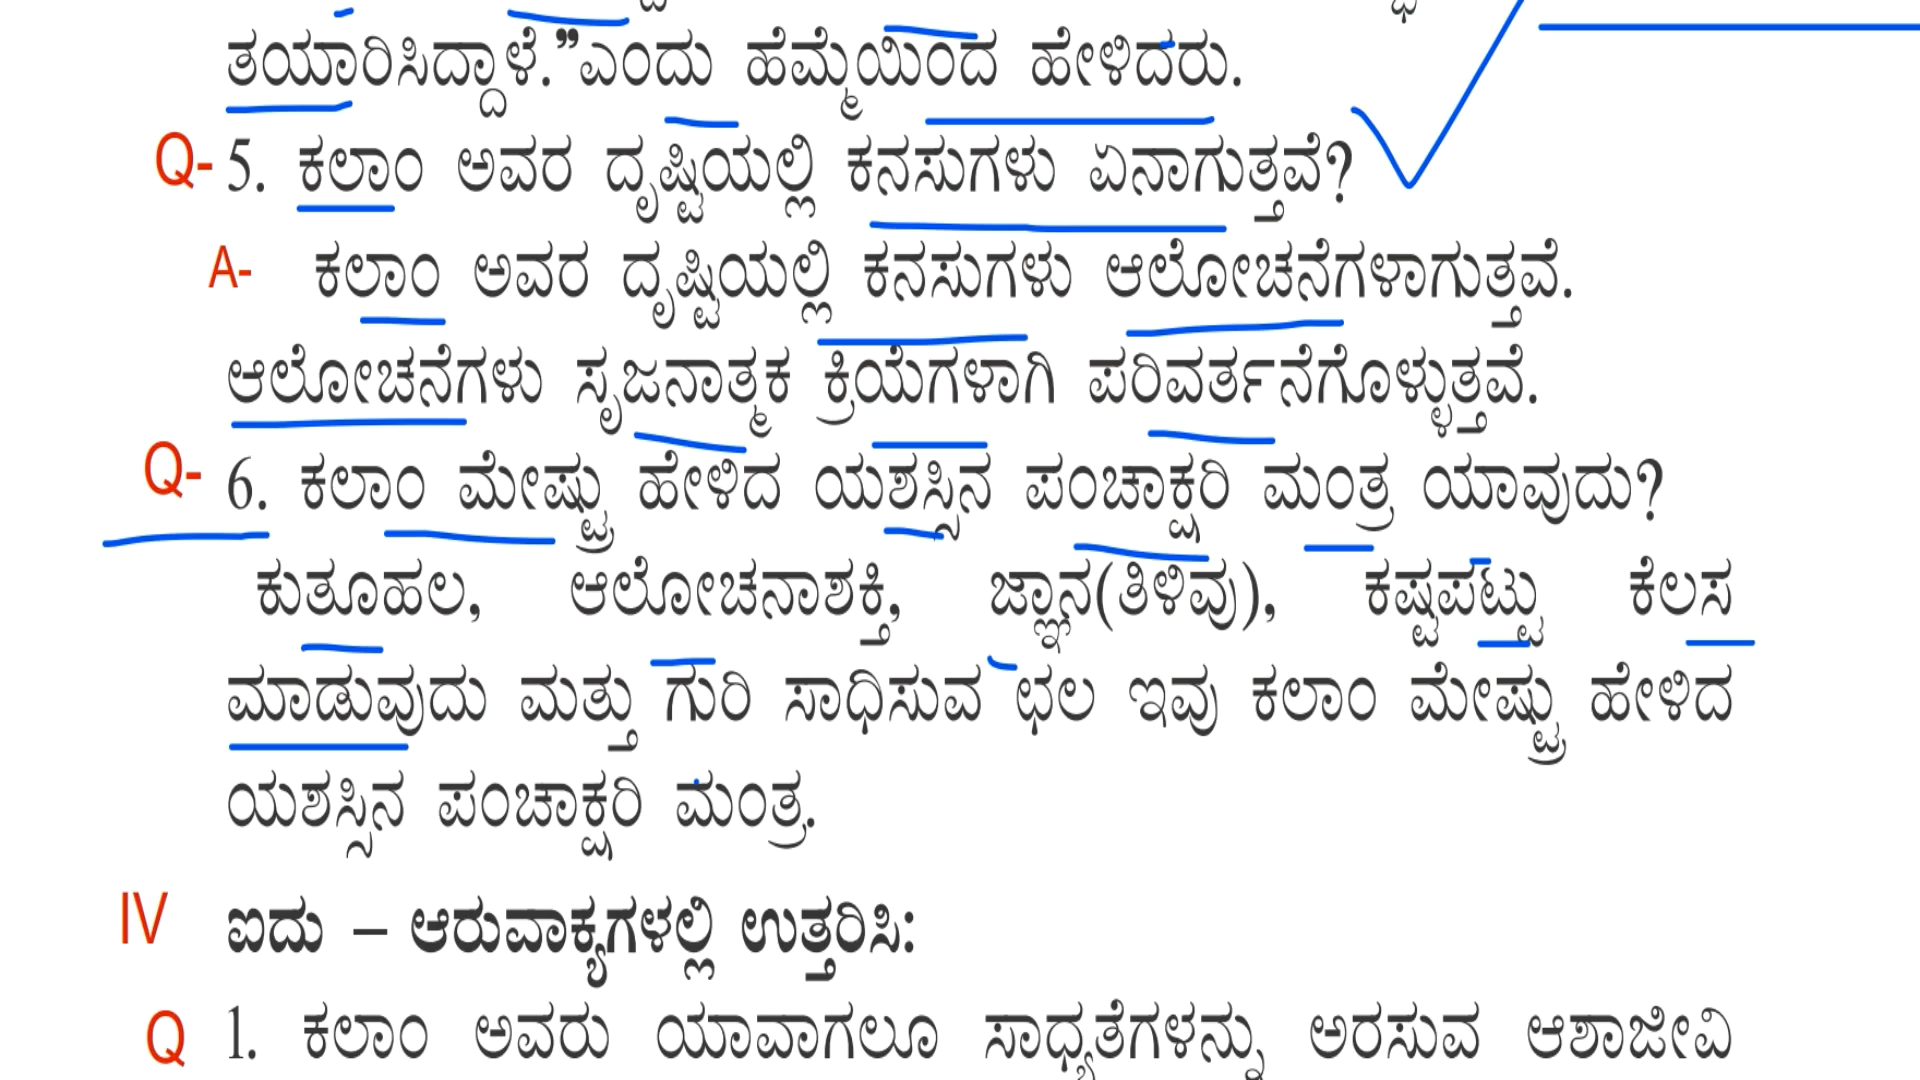 ತಯಾರಿಸಿದ್ದಾಳೆ.”ಎಂದು ಹೆಮ್ಮೆಯಿಂದ ಹೇಳಿದರು.
Q- 5. ಕಲಾಂ ಅವರ ದೃಷ್ಟಿಯಲ್ಲಿ ಕನಸುಗಳು ಏನಾಗುತ್ತವೆ?
A- ಕಲಾಂ ಅವರ ದೃಷ್ಟಿಯಲ್ಲಿ ಕನಸುಗಳು ಆಲೋಚನೆಗಳಾಗುತ್ತವೆ.
ಆಲೋಚನೆಗಳು ಸೃಜನಾತ್ಮಕ ಕ್ರಿಯೆಗಳಾಗಿ ಪರಿವರ್ತನೆಗೊಳ್ಳುತ್ತವೆ.
Q- 6. ಕಲಾಂ ಮೇಷ್ಟ್ರು ಹೇಳಿದ ಯಶಸ್ಸಿನ ಪಂಚಾಕ್ಷರಿ ಮಂತ್ರ ಯಾವುದು?
ಕುತೂಹಲ, ಆಲೋಚನಾಶಕ್ತಿ, ಜ್ಞಾನ(ತಿಳಿವು), ಕಷ್ಟಪಟ್ಟು ಕೆಲಸ
ಮಾಡುವುದು ಮತ್ತು ಗುರಿ ಸಾಧಿಸುವ ಛಲ ಇವು ಕಲಾಂ ಮೇಷ್ಟ್ರು ಹೇಳಿದ
ಯಶಸ್ಸಿನ ಪಂಚಾಕ್ಷರಿ ಮಂತ್ರ.
IV ಐದು – ಆರುವಾಕ್ಯಗಳಲ್ಲಿ ಉತ್ತರಿಸಿ:
Q 1. ಕಲಾಂ ಅವರು ಯಾವಾಗಲೂ ಸಾಧ್ಯತೆಗಳನ್ನು ಅರಸುವ ಆಶಾಜೀವಿ